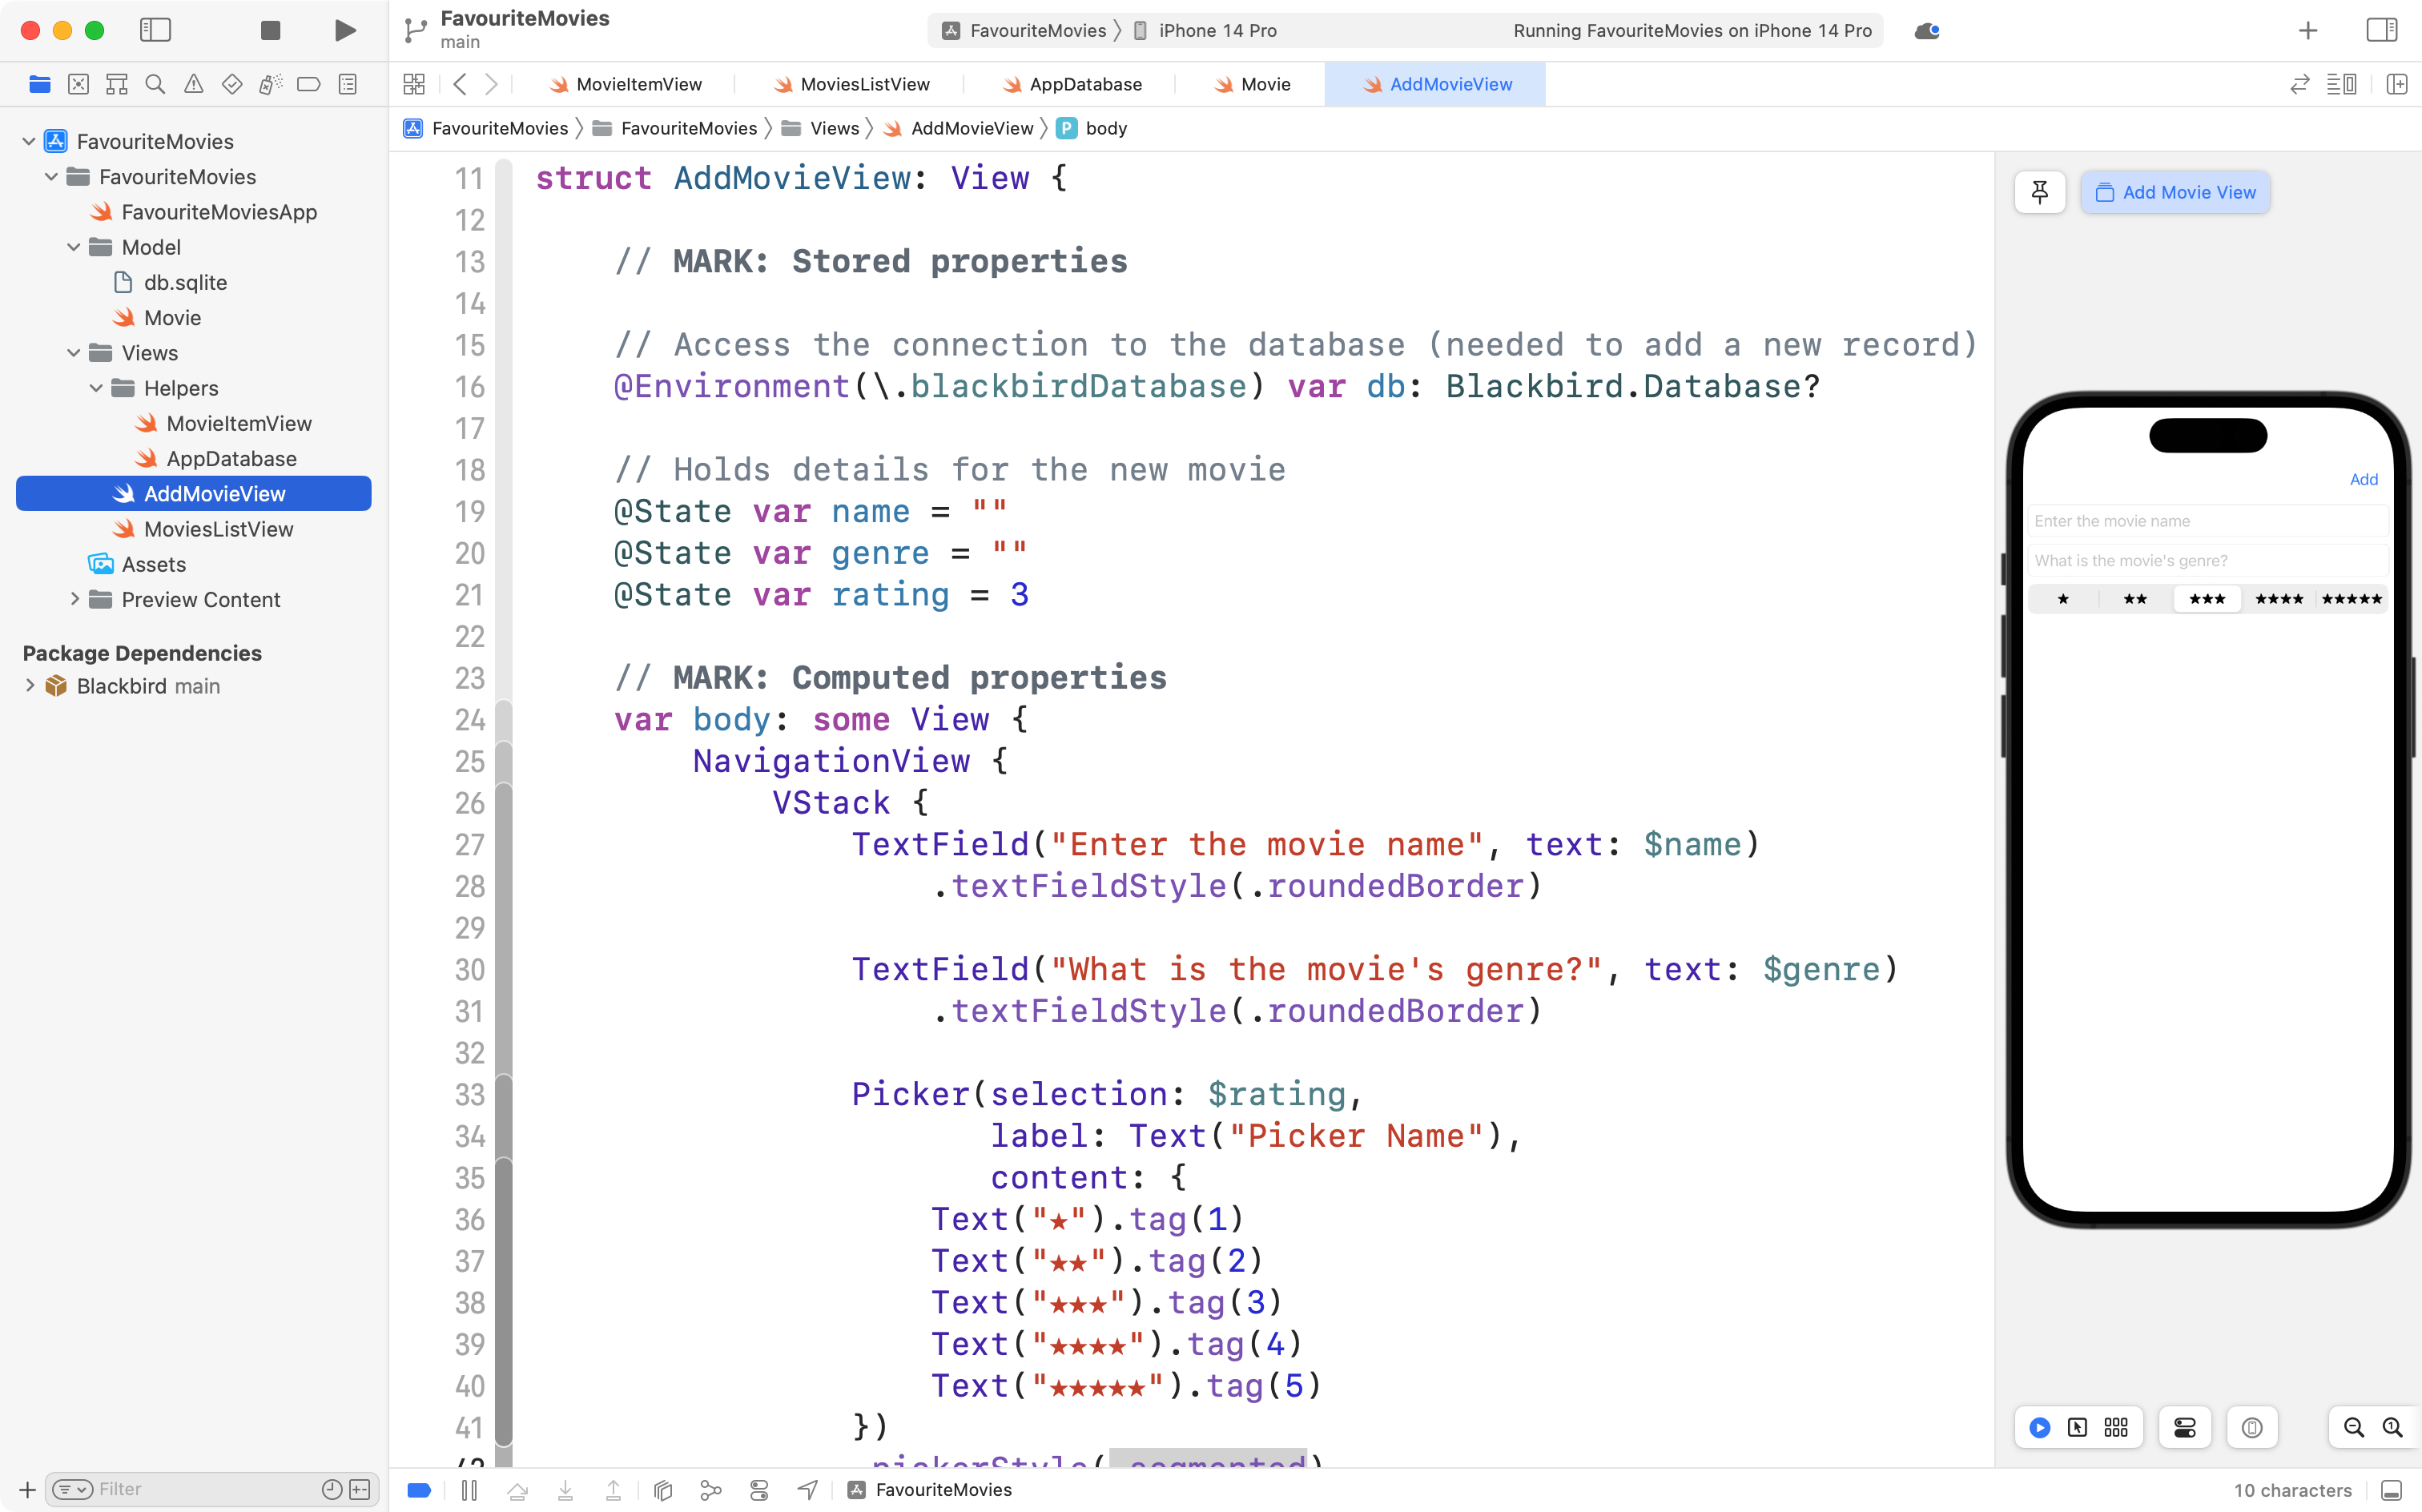 FavouriteMovies
main
FavouriteMovies
iPhone 14 Pro
Running FavouriteMovies on iPhone 14 Pro
MovieItemView
MoviesListView
AppDatabase
Movie
AddMovieView
FavouriteMovies
FavouriteMovies
Views
AddMovieView
P
body
FavouriteMovies
FavouriteMovies
FavouriteMoviesApp
Model
db.sqlite
Movie
Views
Helpers
MovieItemView
AppDatabase
AddMovieView
MoviesListView
Assets
Preview Content
Package Dependencies
Blackbird main
Filter
11 struct AddMovieView: View {
12
13 // MARK: Stored properties
14
15 // Access the connection to the database (needed to add a new record)
16 @Environment(\.blackbirdDatabase) var db: Blackbird.Database?
17
18 // Holds details for the new movie
19 @State var name = ""
20 @State var genre = ""
21 @State var rating = 3
22
23 // MARK: Computed properties
24 var body: some View {
25 NavigationView {
26 VStack {
27 TextField("Enter the movie name", text: $name)
28 .textFieldStyle(.roundedBorder)
29
30 TextField("What is the movie's genre?", text: $genre)
31 .textFieldStyle(.roundedBorder)
32
33 Picker(selection: $rating,
34 label: Text("Picker Name"),
35 content: {
36 Text("★").tag(1)
37 Text("★★").tag(2)
38 Text("★★★").tag(3)
39 Text("★★★★").tag(4)
40 Text("★★★★★").tag(5)
41 })
42 .pickerStyle(.segmented)
Add Movie View
Add
Enter the movie name
What is the movie's genre?
★ ★★ ★★★ ★★★★ ★★★★★
FavouriteMovies
10 characters